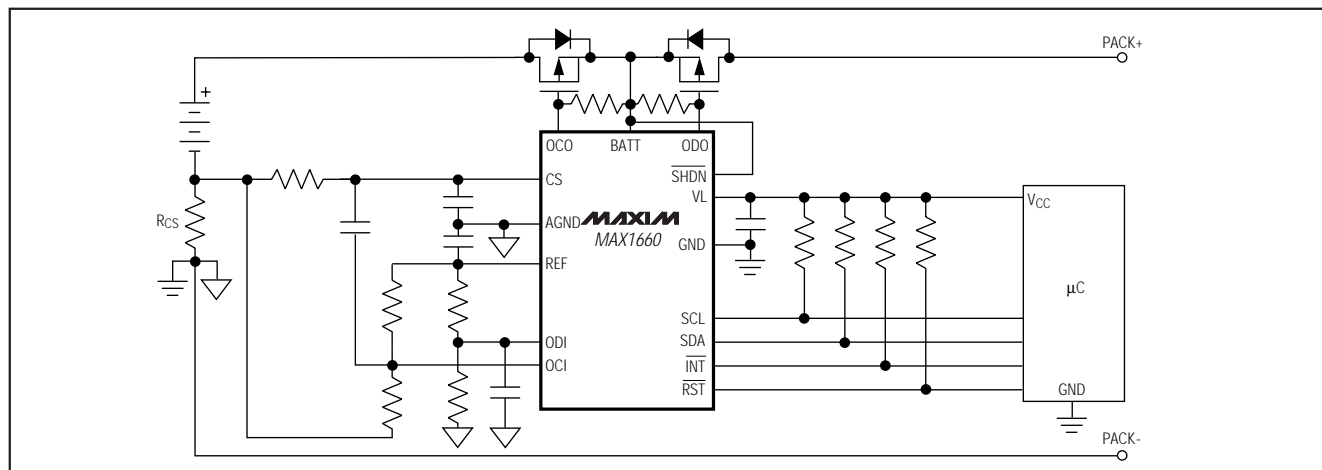 PACK+
+
OCO BATT ODO
SHDN
CS
VL
VCC
RCS
AGND
MAXIM
MAX1660
GND
REF
µC
SCL
ODI
SDA
OCI
INT
RST
GND
PACK-